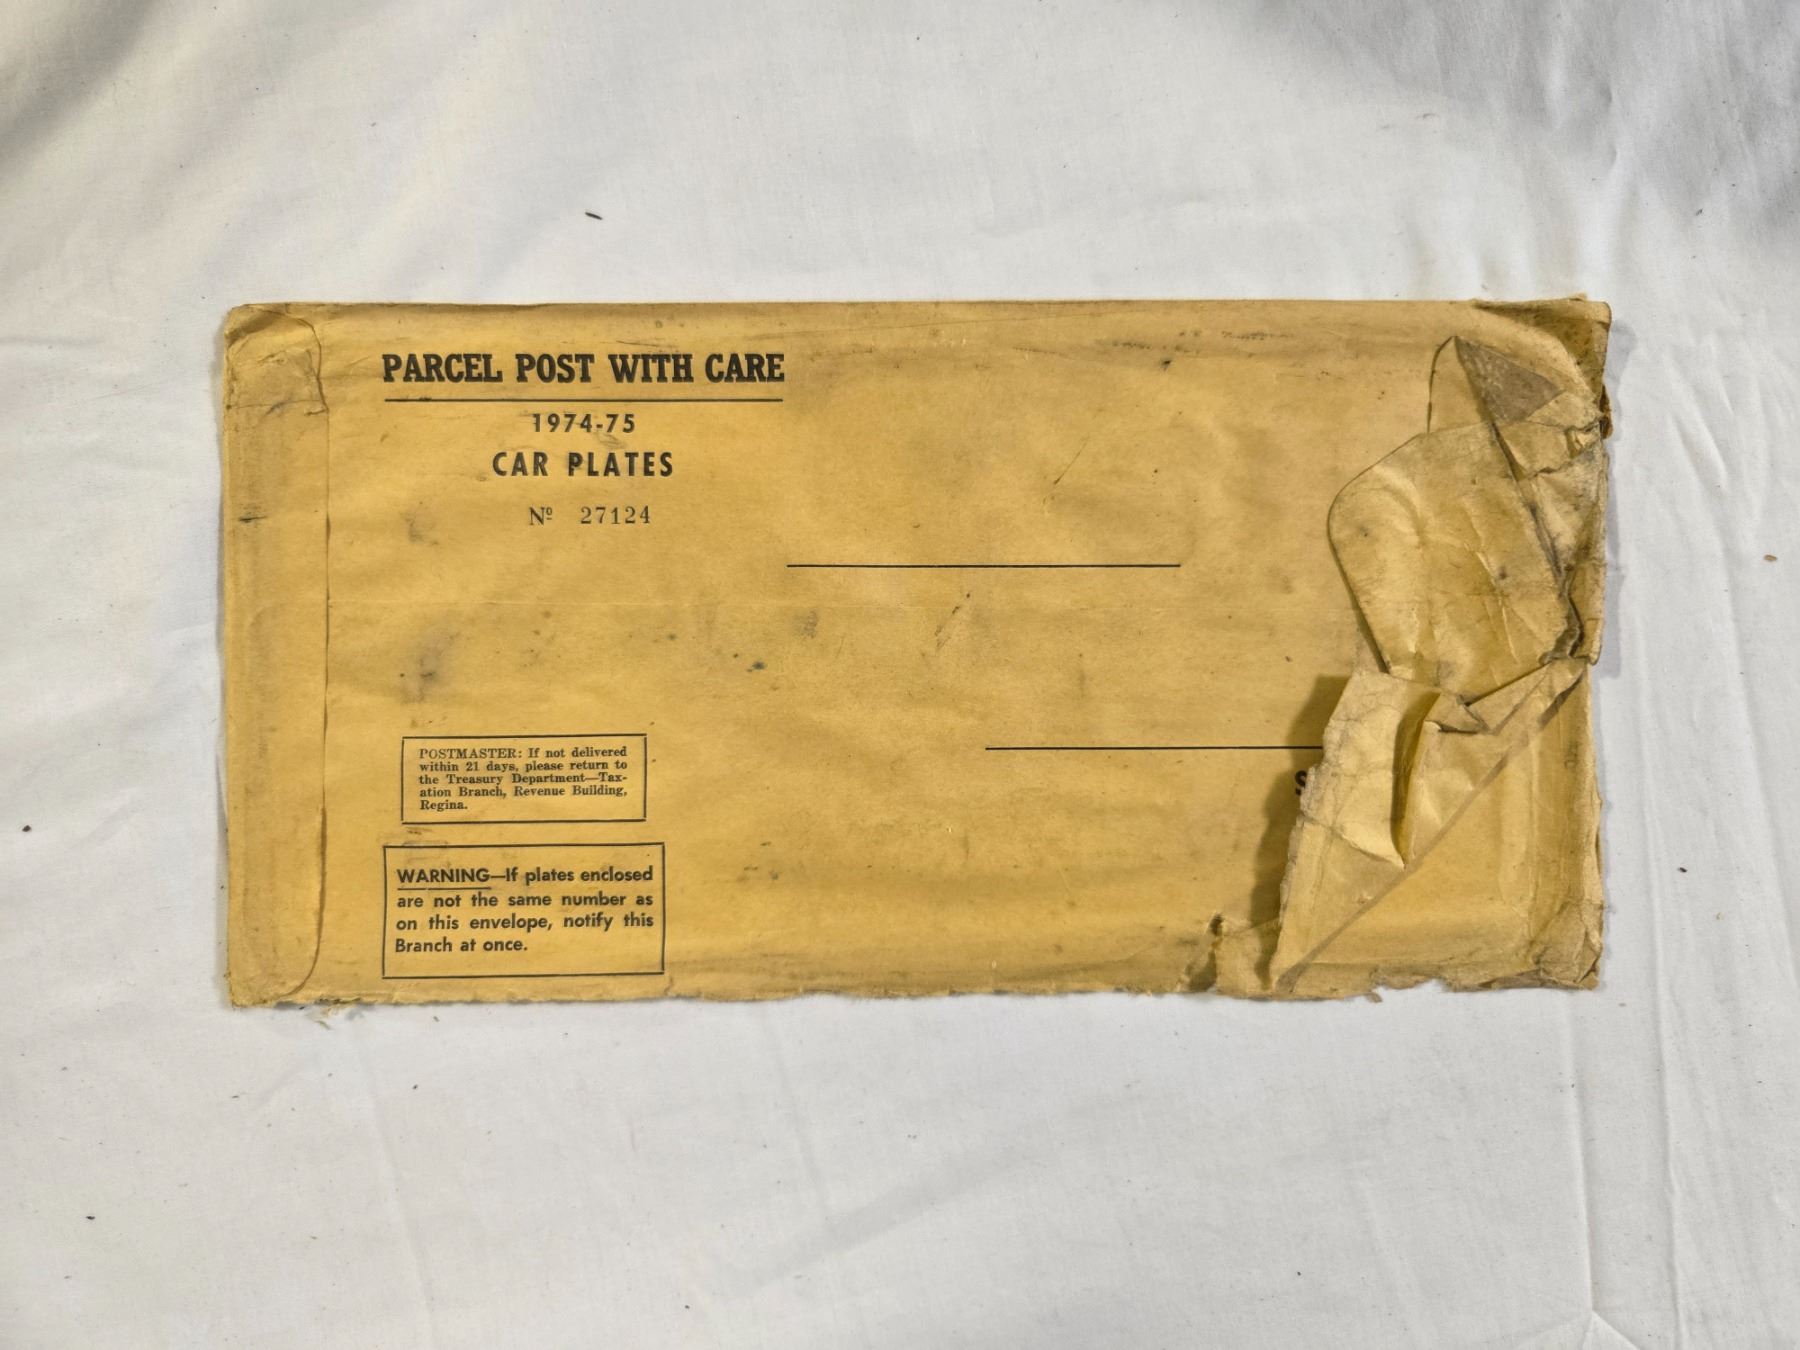 PARCEL POST WITH CARE
1974-75
CAR PLATES
Nº 27124
POSTMASTER: If not delivered
within 21 days, please return to
the Treasury Department—Tax-
ation Branch, Revenue Building,
Regina.
WARNING—If plates enclosed
are not the same number as
on this envelope, notify this
Branch at once.